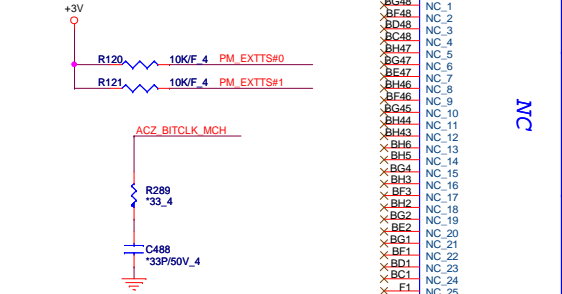 +3V
R120 10K/F_4 PM_EXTTS#0
R121 10K/F_4 PM_EXTTS#1
ACZ_BITCLK_MCH
R289
*33_4
C488
*33P/50V_4
BG48 NC_1
BF48 NC_2
BD48 NC_3
BC48 NC_4
BH47 NC_5
BG47 NC_6
BE47 NC_7
BH46 NC_8
BF46 NC_9
BG45 NC_10
BH44 NC_11
BH43 NC_12
BH6 NC_13
BH5 NC_14
BG4 NC_15
BH3 NC_16
BF3 NC_17
BH2 NC_18
BG2 NC_19
BE2 NC_20
BG1 NC_21
BF1 NC_22
BD1 NC_23
BC1 NC_24
F1 NC_25
NC